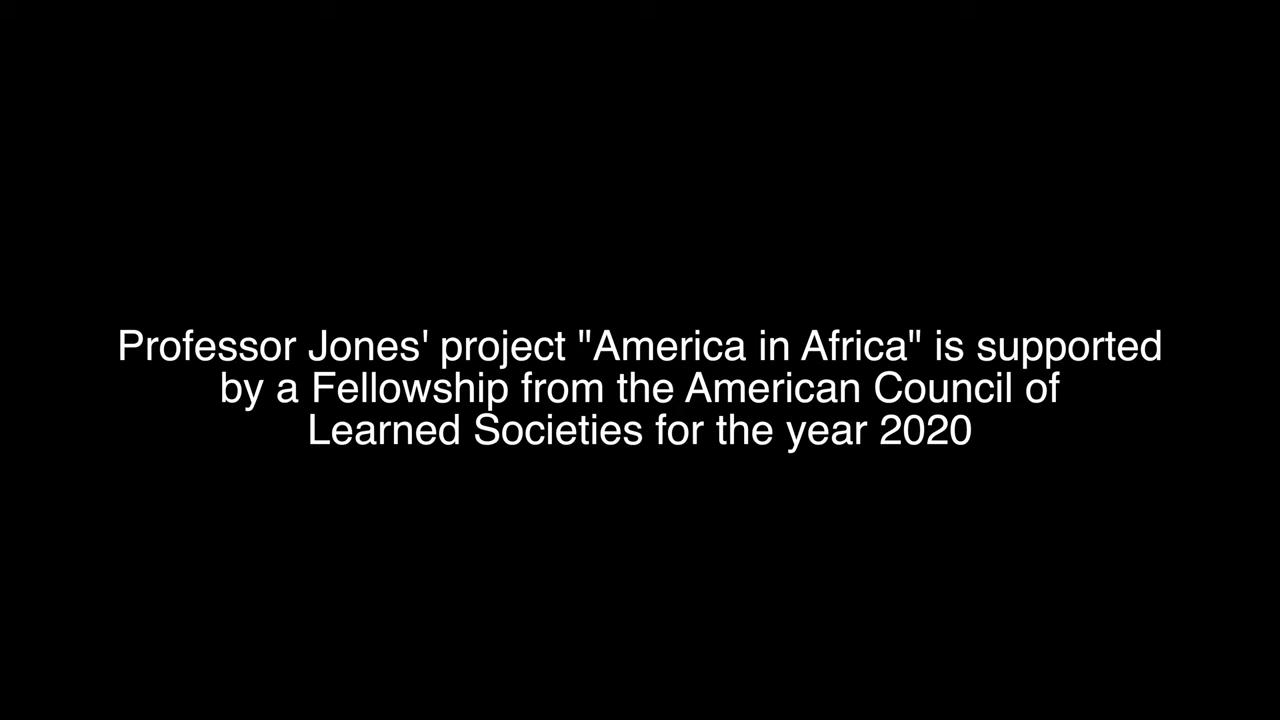 Professor Jones' project "America in Africa" is supported
by a Fellowship from the American Council of
Learned Societies for the year 2020